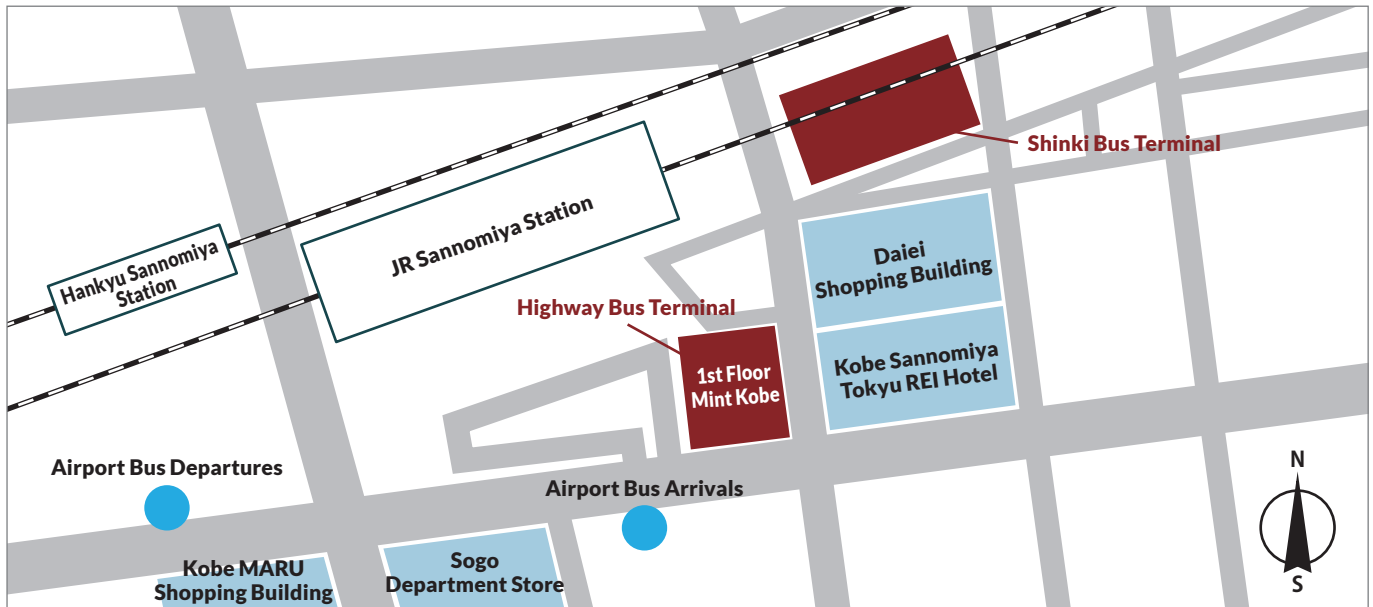 Shinki Bus Terminal
JR Sannomiya Station
Hankyu Sannomiya
Station
Daiei
Shopping Building
Highway Bus Terminal
1st Floor
Mint Kobe
Kobe Sannomiya
Tokyu REI Hotel
Airport Bus Departures
Airport Bus Arrivals
N
S
Kobe MARU
Shopping Building
Sogo
Department Store